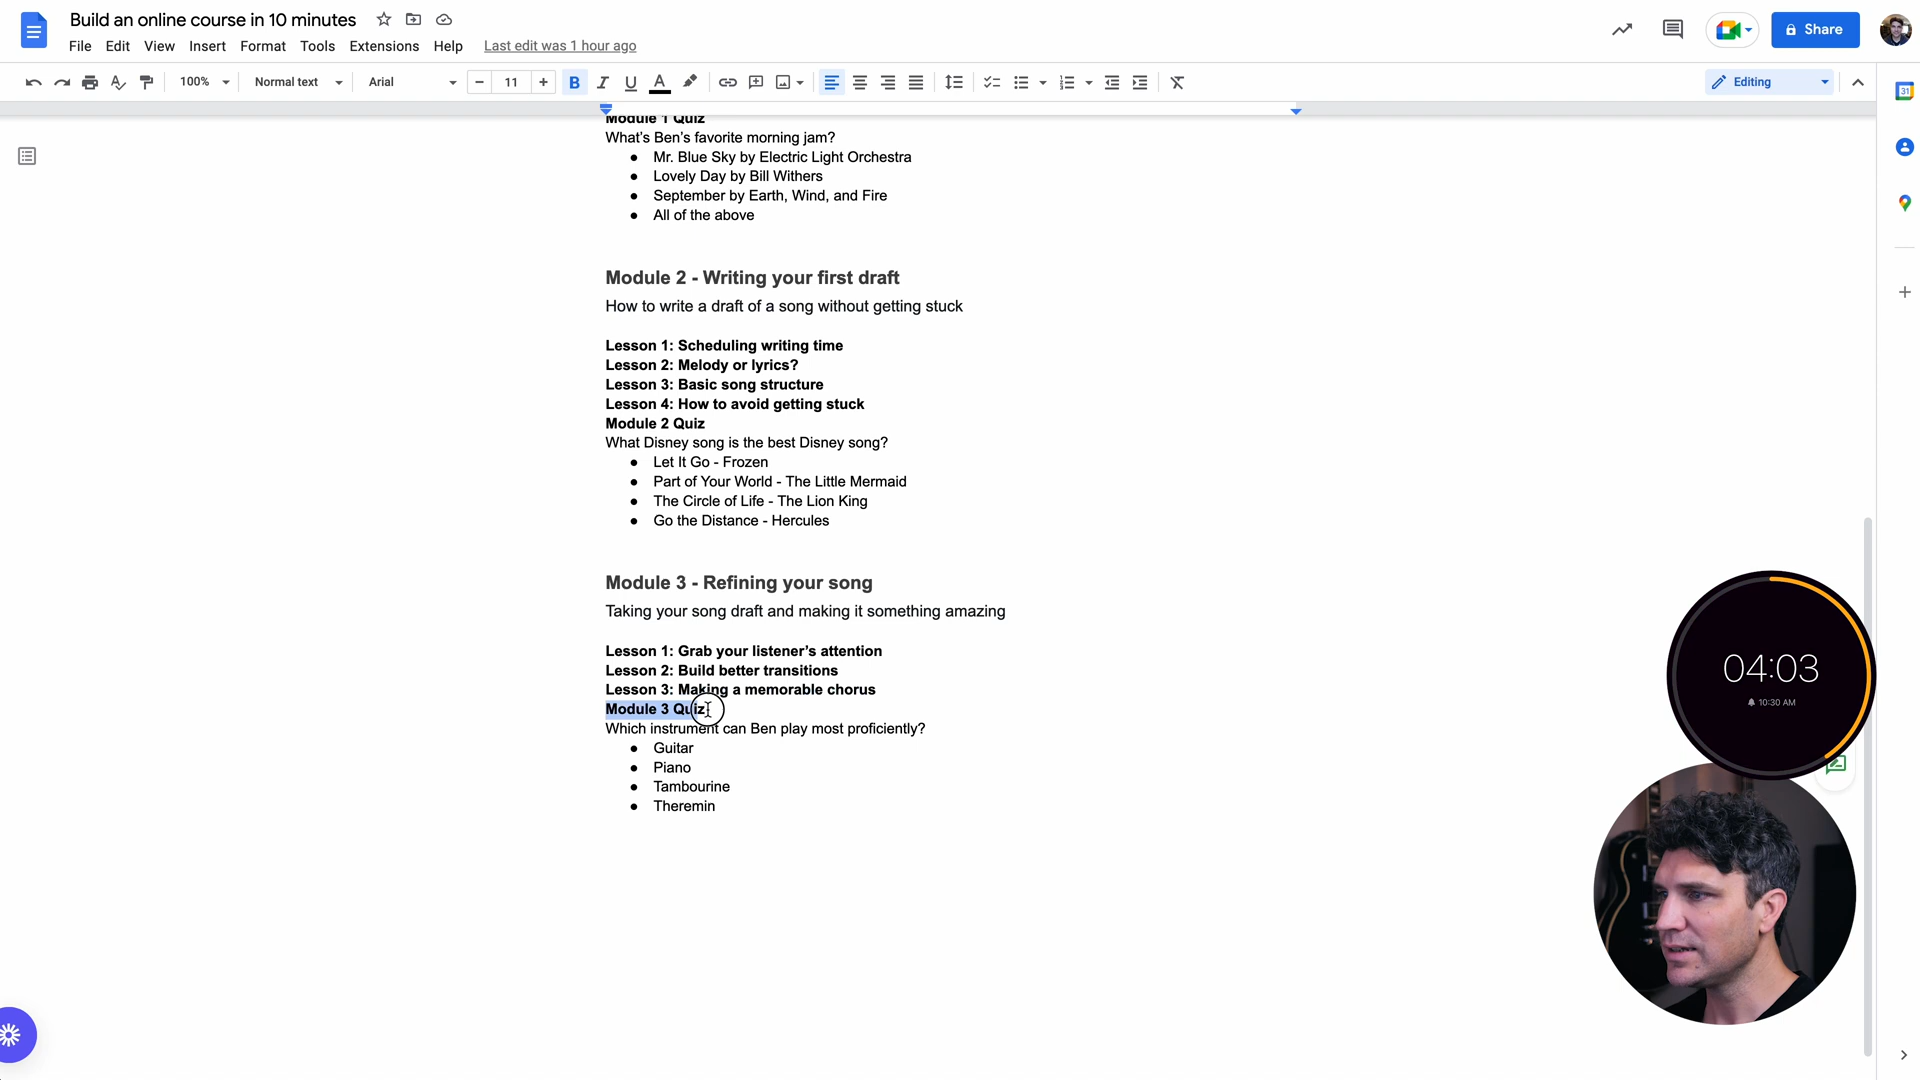 Build an online course in 10 minutes
File Edit View Insert Format Tools Extensions Help Last edit was 1 hour ago
Share
100% Normal text Arial − 11 + B I U A Editing
31
Module 1 Quiz
What’s Ben’s favorite morning jam?
● Mr. Blue Sky by Electric Light Orchestra
● Lovely Day by Bill Withers
● September by Earth, Wind, and Fire
● All of the above
Module 2 - Writing your first draft
How to write a draft of a song without getting stuck
Lesson 1: Scheduling writing time
Lesson 2: Melody or lyrics?
Lesson 3: Basic song structure
Lesson 4: How to avoid getting stuck
Module 2 Quiz
What Disney song is the best Disney song?
● Let It Go - Frozen
● Part of Your World - The Little Mermaid
● The Circle of Life - The Lion King
● Go the Distance - Hercules
Module 3 - Refining your song
Taking your song draft and making it something amazing
Lesson 1: Grab your listener’s attention
Lesson 2: Build better transitions
Lesson 3: Making a memorable chorus
Module 3 Quiz
Which instrument can Ben play most proficiently?
● Guitar
● Piano
● Tambourine
● Theremin
04:03
10:30 AM